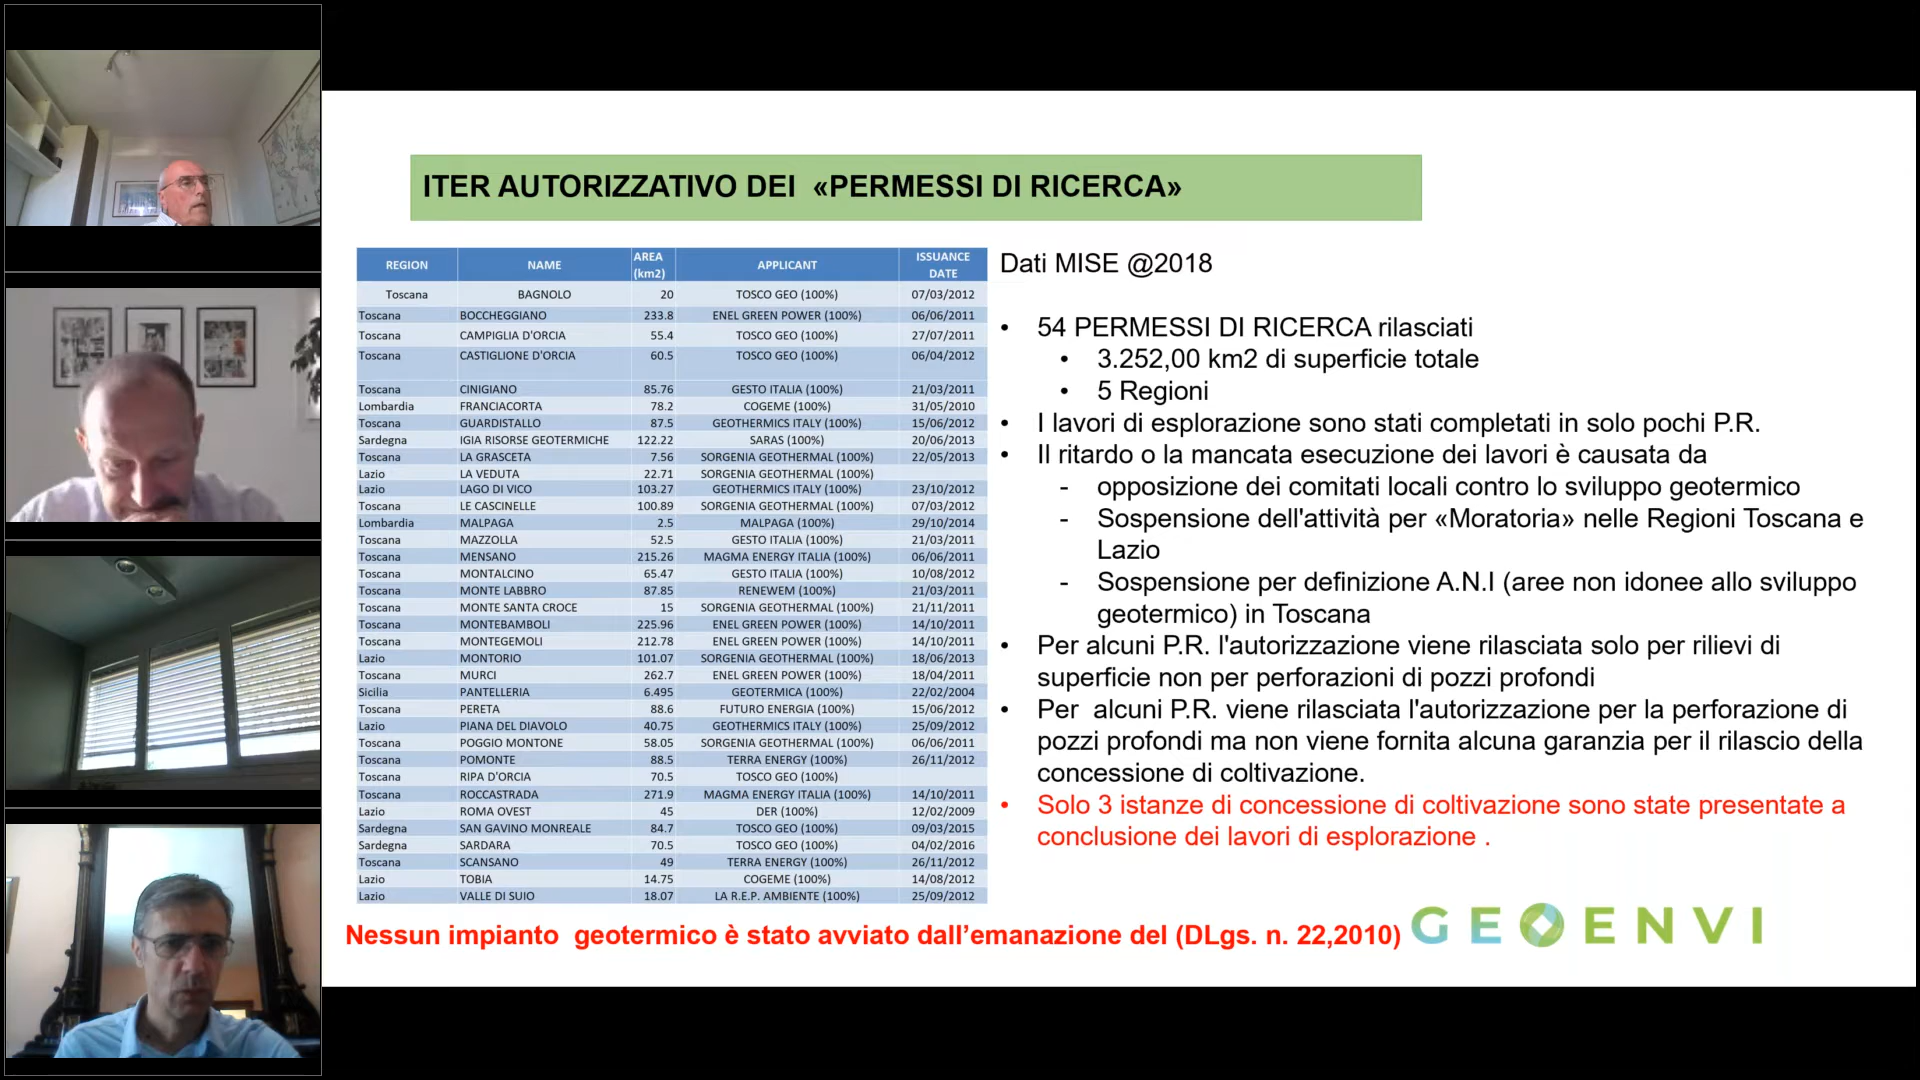 ITER AUTORIZZATIVO DEI «PERMESSI DI RICERCA»
REGION NAME AREA (km2) APPLICANT ISSUANCE DATE
Toscana BAGNOLO 20 TOSCO GEO (100%) 07/03/2012
Toscana BOCCHEGGIANO 233.8 ENEL GREEN POWER (100%) 06/06/2011
Toscana CAMPIGLIA D'ORCIA 55.4 TOSCO GEO (100%) 27/07/2011
Toscana CASTIGLIONE D'ORCIA 60.5 TOSCO GEO (100%) 06/04/2012
Toscana CINIGIANO 85.76 GESTO ITALIA (100%) 21/03/2011
Lombardia FRANCIACORTA 78.2 COGEME (100%) 31/05/2010
Toscana GUARDISTALLO 87.5 GEOTHERMICS ITALY (100%) 15/06/2012
Sardegna IGIA RISORSE GEOTERMICHE 122.22 SARAS (100%) 20/06/2013
Toscana LA GRASCETA 7.56 SORGENIA GEOTHERMAL (100%) 22/05/2013
Lazio LA VEDUTA 22.71 SORGENIA GEOTHERMAL (100%)
Lazio LAGO DI VICO 103.27 GEOTHERMICS ITALY (100%) 23/10/2012
Toscana LE CASCINELLE 100.89 SORGENIA GEOTHERMAL (100%) 07/03/2012
Lombardia MALPAGA 2.5 MALPAGA (100%) 29/10/2014
Toscana MAZZOLLA 52.5 GESTO ITALIA (100%) 21/03/2011
Toscana MENSANO 215.26 MAGMA ENERGY ITALIA (100%) 06/06/2011
Toscana MONTALCINO 65.47 GESTO ITALIA (100%) 10/08/2012
Toscana MONTE LABBRO 87.85 RENEWEM (100%) 21/03/2011
Toscana MONTE SANTA CROCE 15 SORGENIA GEOTHERMAL (100%) 21/11/2011
Toscana MONTEBAMBOLI 225.96 ENEL GREEN POWER (100%) 14/10/2011
Toscana MONTEGEMOLI 212.78 ENEL GREEN POWER (100%) 14/10/2011
Lazio MONTORIO 101.07 SORGENIA GEOTHERMAL (100%) 18/06/2013
Toscana MURCI 262.7 ENEL GREEN POWER (100%) 18/04/2011
Sicilia PANTELLERIA 6.495 GEOTERMICA (100%) 22/02/2004
Toscana PERETA 88.6 FUTURO ENERGIA (100%) 15/06/2012
Lazio PIANA DEL DIAVOLO 40.75 GEOTHERMICS ITALY (100%) 25/09/2012
Toscana POGGIO MONTONE 58.05 SORGENIA GEOTHERMAL (100%) 06/06/2011
Toscana POMONTE 88.5 TERRA ENERGY (100%) 26/11/2012
Toscana RIPA D'ORCIA 70.5 TOSCO GEO (100%)
Toscana ROCCASTRADA 271.9 MAGMA ENERGY ITALIA (100%) 14/10/2011
Lazio ROMA OVEST 45 DER (100%) 12/02/2009
Sardegna SAN GAVINO MONREALE 84.7 TOSCO GEO (100%) 09/03/2015
Sardegna SARDARA 70.5 TOSCO GEO (100%) 04/02/2016
Toscana SCANSANO 49 TERRA ENERGY (100%) 26/11/2012
Lazio TOBIA 14.75 COGEME (100%) 14/08/2012
Lazio VALLE DI SUIO 18.07 LA R.E.P. AMBIENTE (100%) 25/09/2012
Dati MISE @2018
• 54 PERMESSI DI RICERCA rilasciati
• 3.252,00 km2 di superficie totale
• 5 Regioni
• I lavori di esplorazione sono stati completati in solo pochi P.R.
• Il ritardo o la mancata esecuzione dei lavori è causata da
- opposizione dei comitati locali contro lo sviluppo geotermico
- Sospensione dell'attività per «Moratoria» nelle Regioni Toscana e
Lazio
- Sospensione per definizione A.N.I (aree non idonee allo sviluppo
geotermico) in Toscana
• Per alcuni P.R. l'autorizzazione viene rilasciata solo per rilievi di
superficie non per perforazioni di pozzi profondi
• Per alcuni P.R. viene rilasciata l'autorizzazione per la perforazione di
pozzi profondi ma non viene fornita alcuna garanzia per il rilascio della
concessione di coltivazione.
• Solo 3 istanze di concessione di coltivazione sono state presentate a
conclusione dei lavori di esplorazione .
Nessun impianto geotermico è stato avviato dall’emanazione del (DLgs. n. 22,2010)
GEOENVI